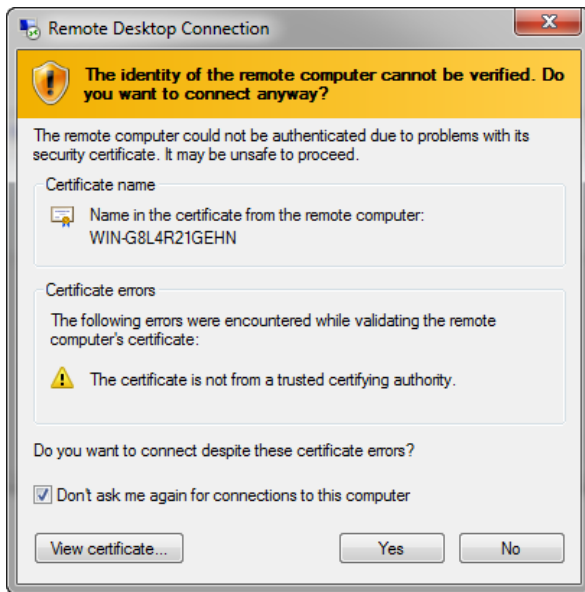 Remote Desktop Connection
The identity of the remote computer cannot be verified. Do
you want to connect anyway?
The remote computer could not be authenticated due to problems with its
security certificate. It may be unsafe to proceed.
Certificate name
Name in the certificate from the remote computer:
WIN-G8L4R21GEHN
Certificate errors
The following errors were encountered while validating the remote
computer's certificate:
The certificate is not from a trusted certifying authority.
Do you want to connect despite these certificate errors?
Don't ask me again for connections to this computer
View certificate... Yes No